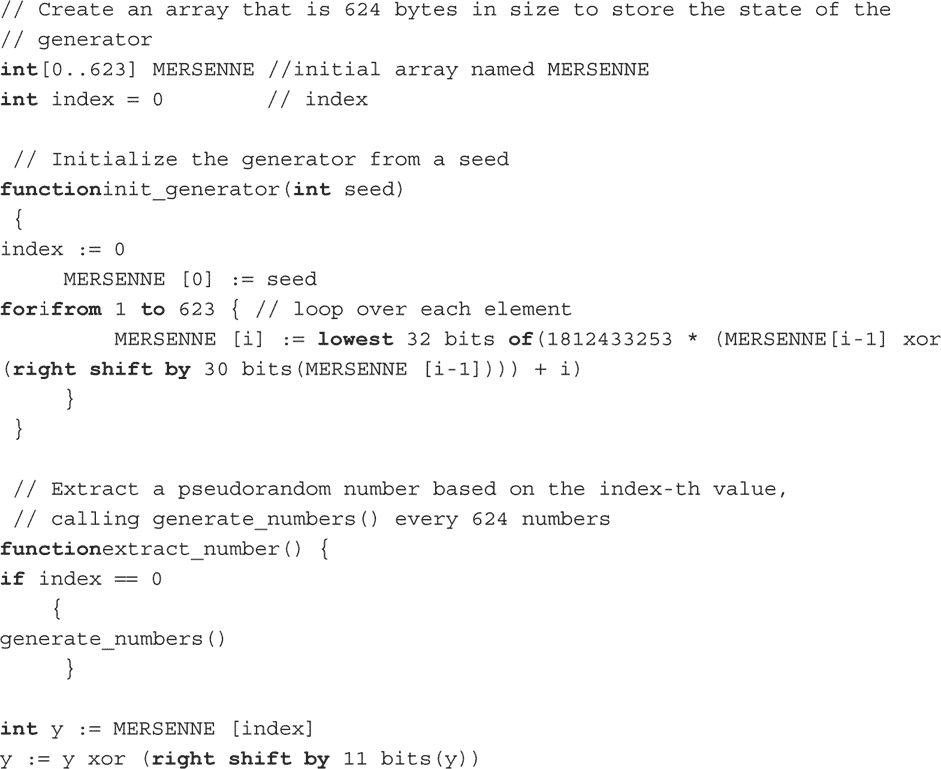 // Create an array that is 624 bytes in size to store the state of the
// generator
int[0..623] MERSENNE //initial array named MERSENNE
int index = 0 // index
// Initialize the generator from a seed
functioninit_generator(int seed)
{
index := 0
MERSENNE [0] := seed
forifrom 1 to 623 { // loop over each element
MERSENNE [i] := lowest 32 bits of(1812433253 * (MERSENNE[i-1] xor
(right shift by 30 bits(MERSENNE [i-1]))) + i)
}
}
// Extract a pseudorandom number based on the index-th value,
// calling generate_numbers() every 624 numbers
functionextract_number() {
if index == 0
{
generate_numbers()
}
int y := MERSENNE [index]
y := y xor (right shift by 11 bits(y))